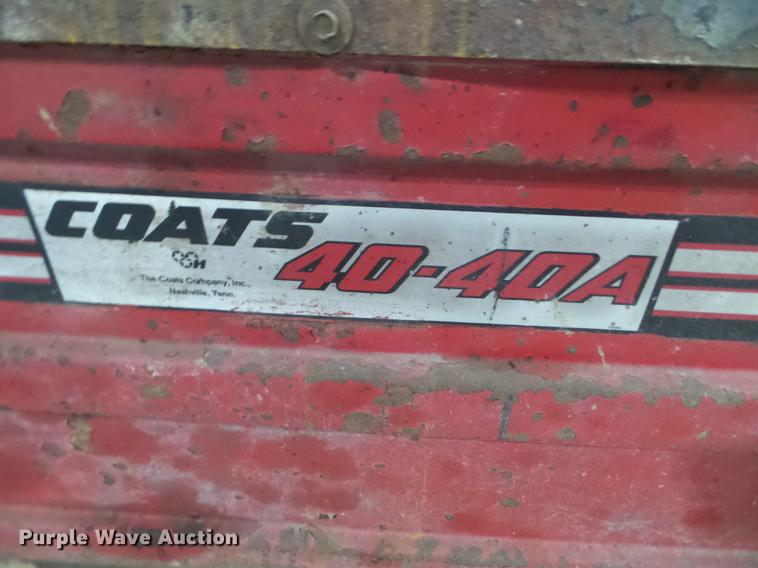 COATS
40-40A
The Coats Company, Inc.,
Nashville, Tenn.
Purple Wave Auction